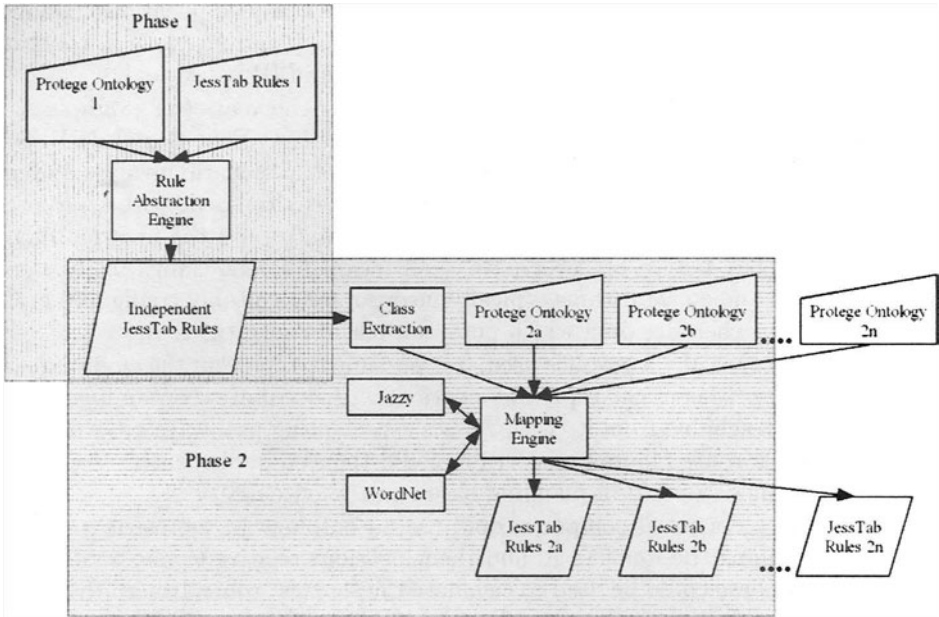 Phase 1
Protege Ontology
1
JessTab Rules 1
Rule
Abstraction
Engine
Independent
JessTab Rules
Class
Extraction
Protege Ontology
2a
Protege Ontology
2b
Protege Ontology
2n
Jazzy
Mapping
Engine
Phase 2
WordNet
JessTab
Rules 2a
JessTab
Rules 2b
JessTab
Rules 2n